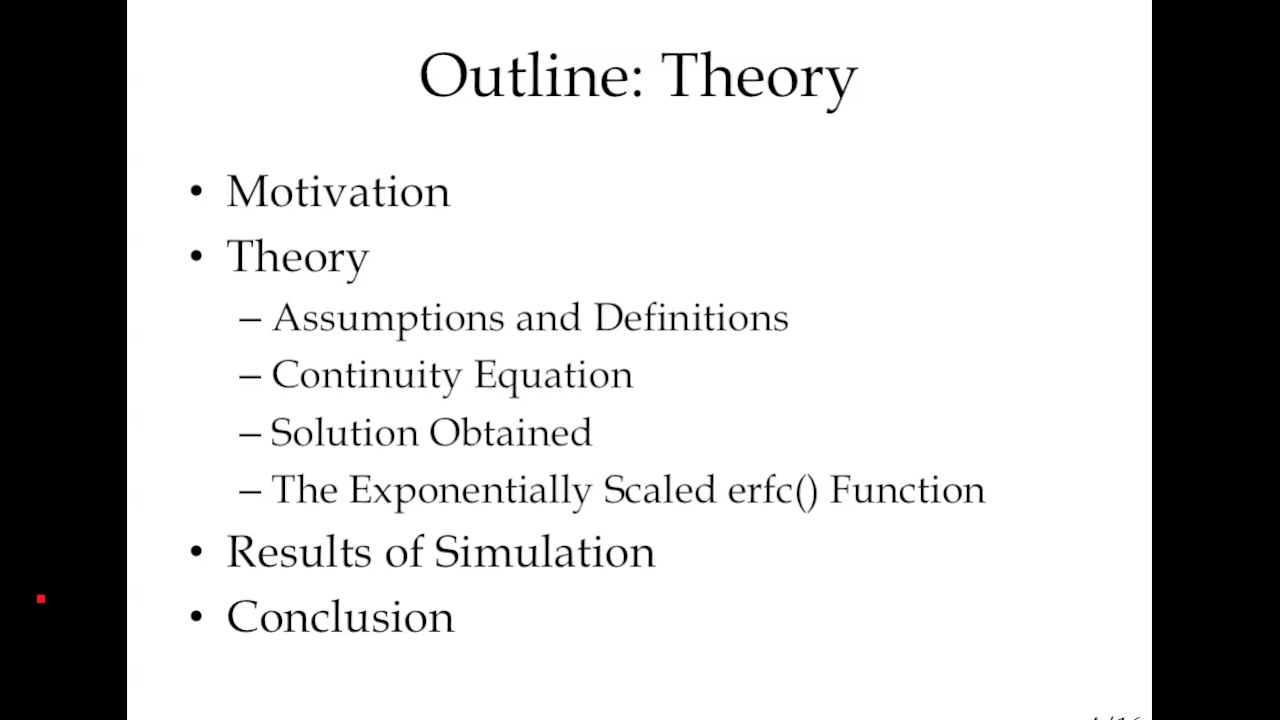 Outline: Theory
• Motivation
• Theory
– Assumptions and Definitions
– Continuity Equation
– Solution Obtained
– The Exponentially Scaled erfc() Function
• Results of Simulation
• Conclusion